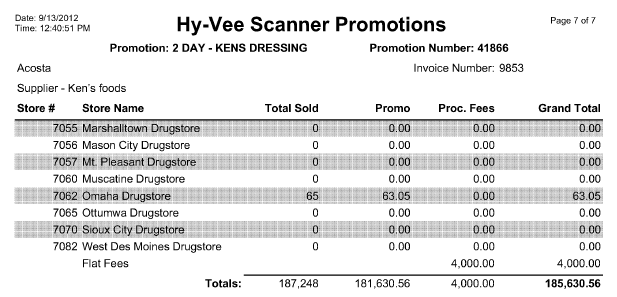 Date: 9/13/2012
Time: 12:40:51 PM
Hy-Vee Scanner Promotions
Page 7 of 7
Promotion: 2 DAY - KENS DRESSING Promotion Number: 41866
Acosta Invoice Number: 9853
Supplier - Ken's foods
Store # Store Name Total Sold Promo Proc. Fees Grand Total
7055 Marshalltown Drugstore 0 0.00 0.00 0.00
7056 Mason City Drugstore 0 0.00 0.00 0.00
7057 Mt. Pleasant Drugstore 0 0.00 0.00 0.00
7060 Muscatine Drugstore 0 0.00 0.00 0.00
7062 Omaha Drugstore 65 63.05 0.00 63.05
7065 Ottumwa Drugstore 0 0.00 0.00 0.00
7070 Sioux City Drugstore 0 0.00 0.00 0.00
7082 West Des Moines Drugstore 0 0.00 0.00 0.00
Flat Fees 4,000.00 4,000.00
Totals: 187,248 181,630.56 4,000.00 185,630.56